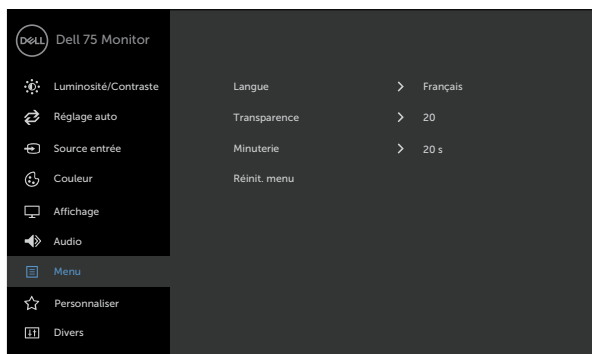 DELL Dell 75 Monitor
Luminosité/Contraste
Réglage auto
Source entrée
Couleur
Affichage
Audio
Menu
Personnaliser
Divers
Langue > Français
Transparence > 20
Minuterie > 20 s
Réinit. menu